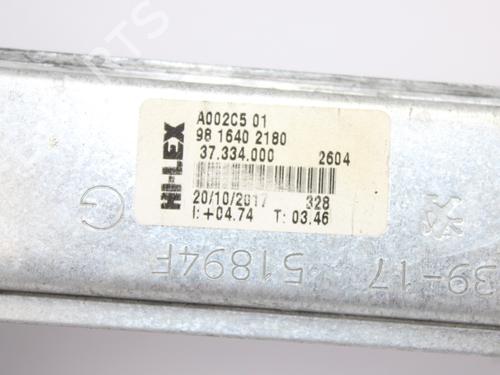 HI-LEX
A002C5 01
98 1640 2180
37.334.000 2604
20/10/2017 328
I:+04.74 T: 03.46
G
39-17 51894F
PARTS